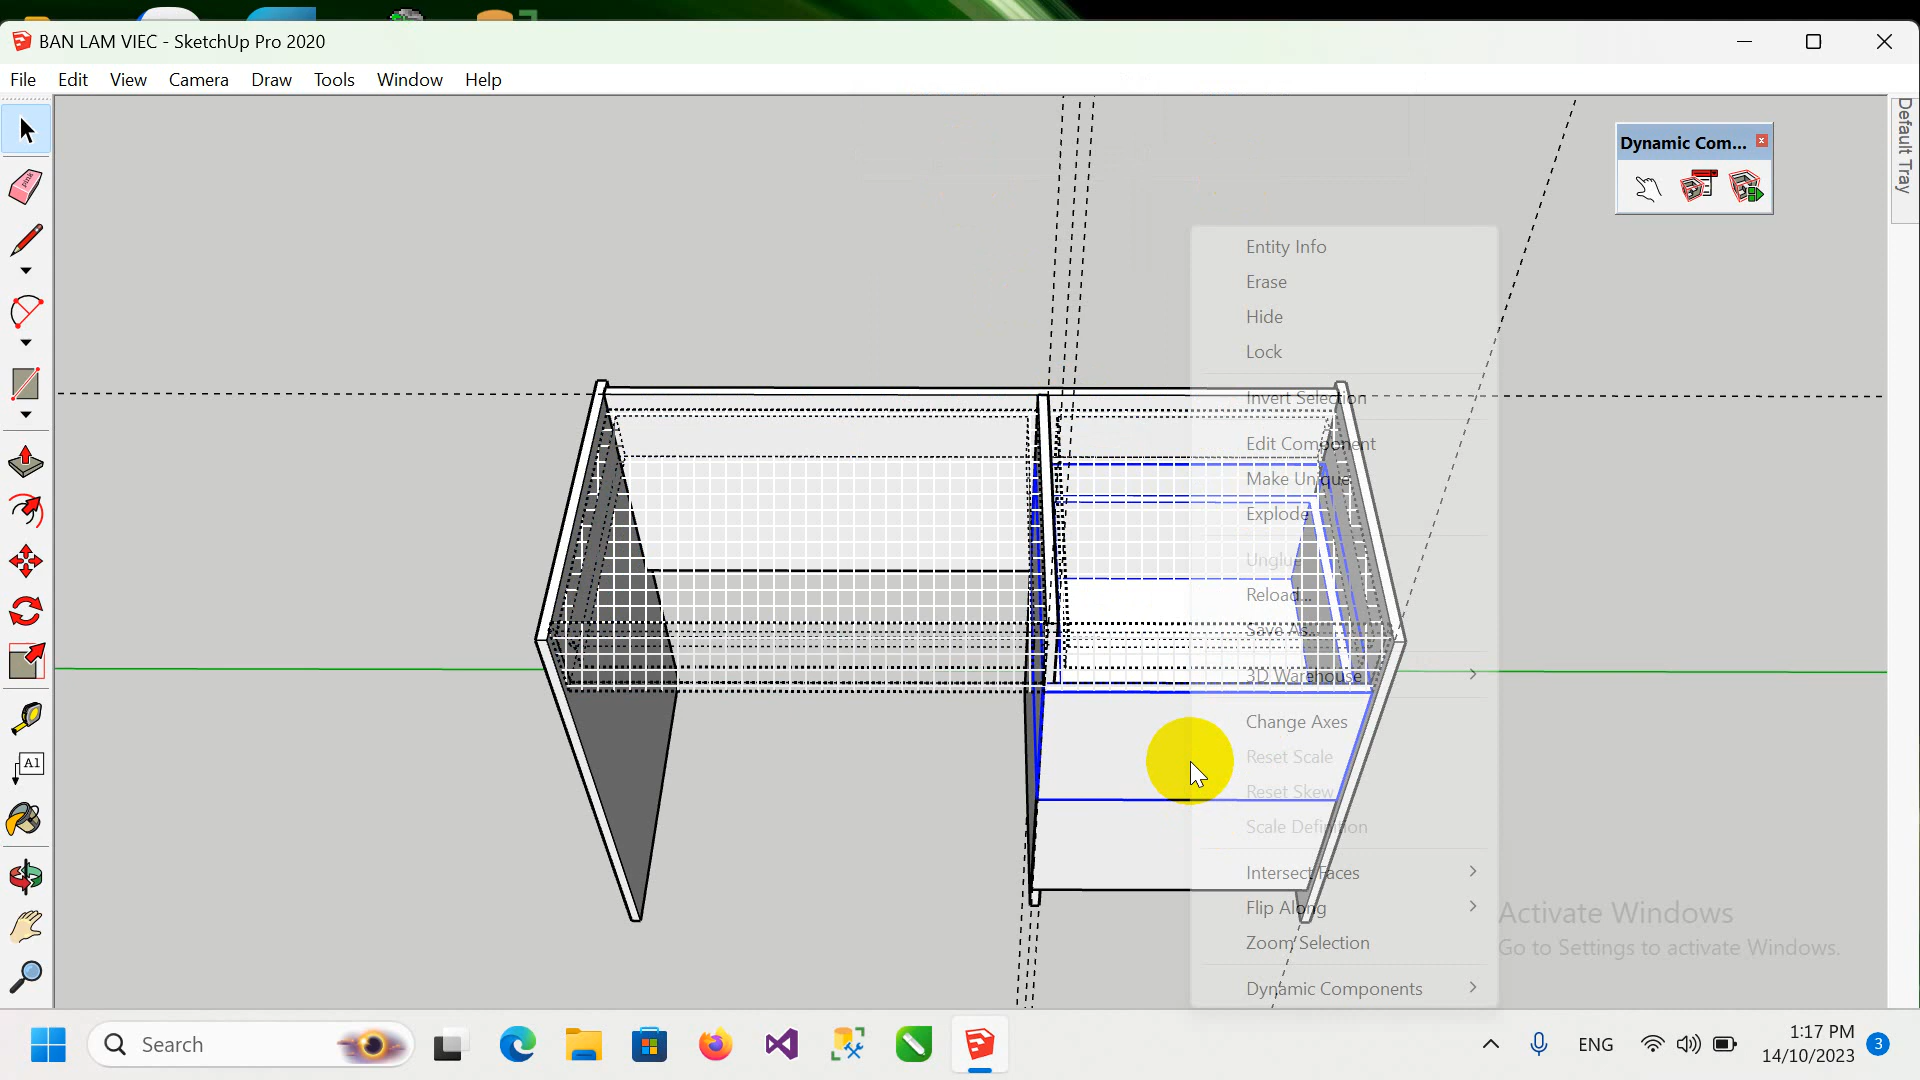 BAN LAM VIEC - SketchUp Pro 2020
File Edit View Camera Draw Tools Window Help
Default Tray
Dynamic Com...
Entity Info
Erase
Hide
Lock
Invert Selection
Edit Component
Make Unique
Explode
Unglue
Reload...
Save As...
3D Warehouse
Change Axes
Reset Scale
Reset Skew
Scale Definition
Intersect Faces
Flip Along
Zoom Selection
Dynamic Components
A1
Activate Windows
Go to Settings to activate Windows.
Search
ENG
1:17 PM
14/10/2023
3